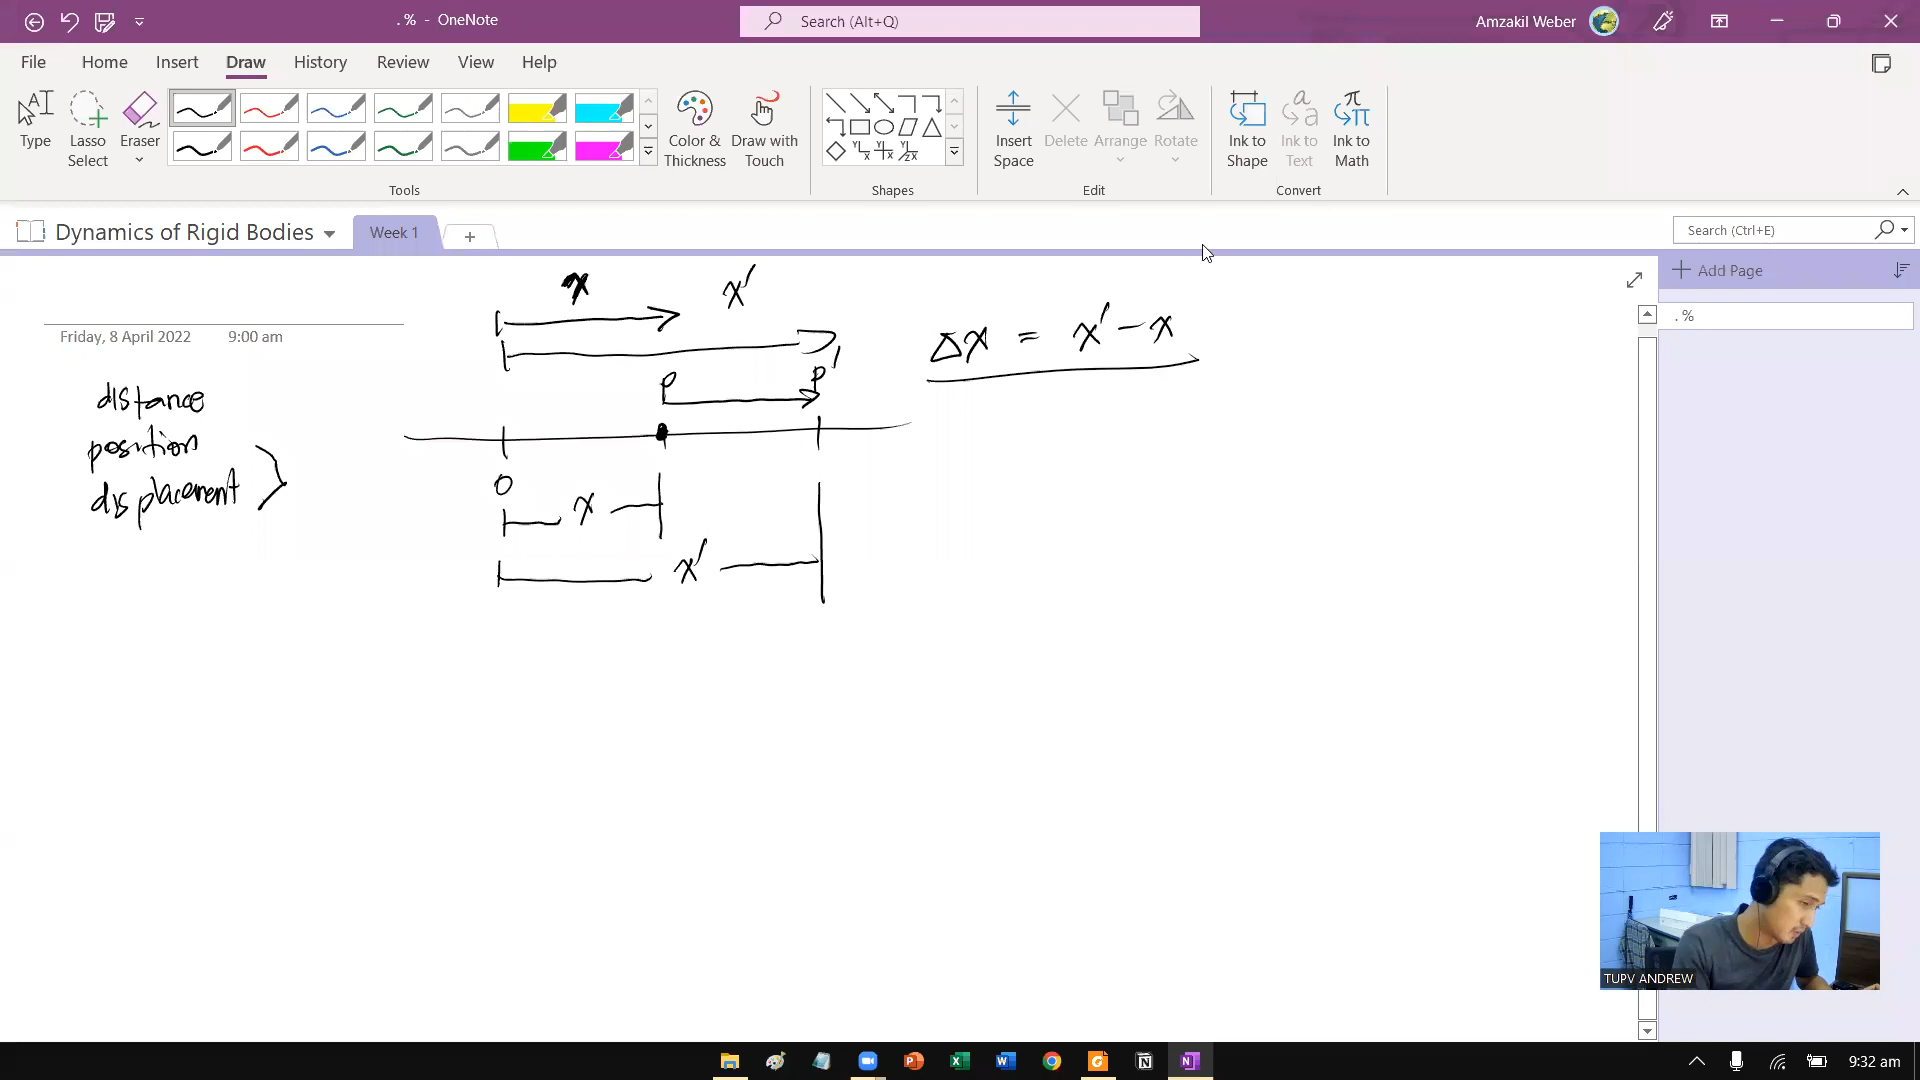 . % - OneNote
Search (Alt+Q)
Amzakil Weber
File Home Insert Draw History Review View Help
Type
Lasso Select
Eraser
Color & Thickness
Draw with Touch
Insert Space
Delete
Arrange
Rotate
Ink to Shape
Ink to Text
Ink to Math
Tools
Shapes
Edit
Convert
Dynamics of Rigid Bodies
Week 1
Search (Ctrl+E)
Add Page
. %
Friday, 8 April 2022 9:00 am
distance
position
displacement
x x'
P P'
O
x
x'
Δx = x' - x
TUPV ANDREW
9:32 am